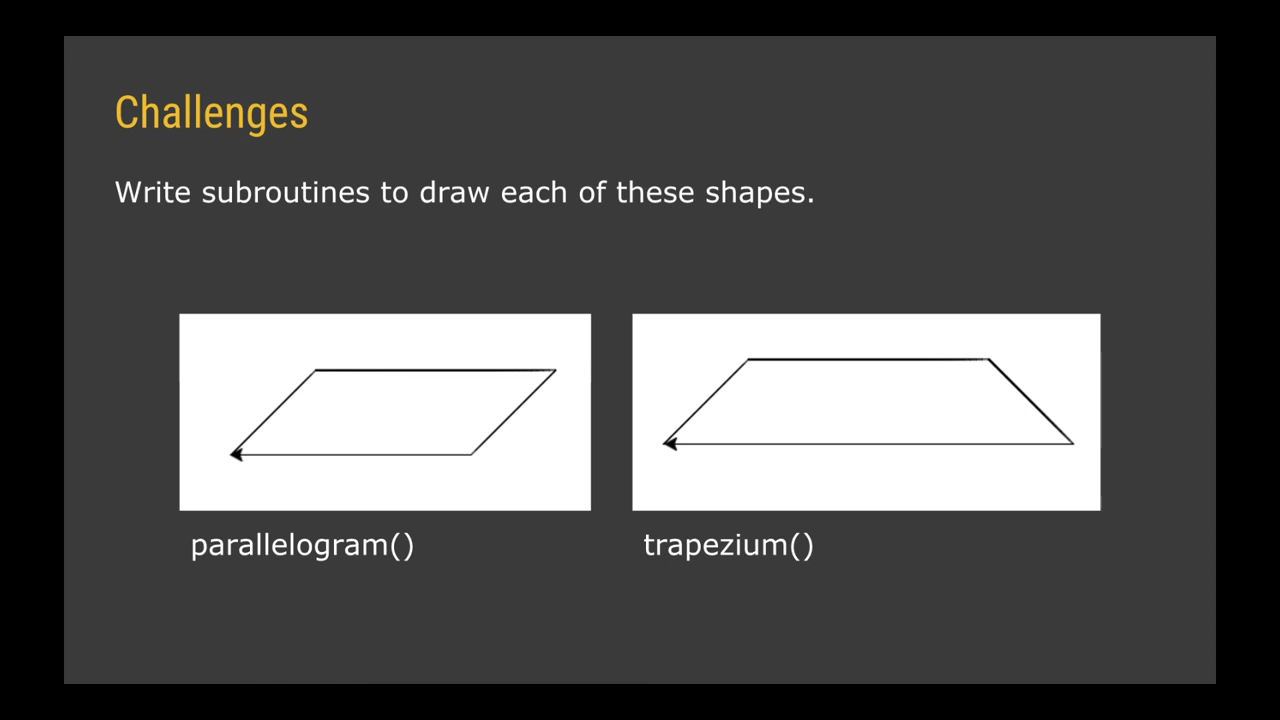 Challenges
Write subroutines to draw each of these shapes.
parallelogram()
trapezium()